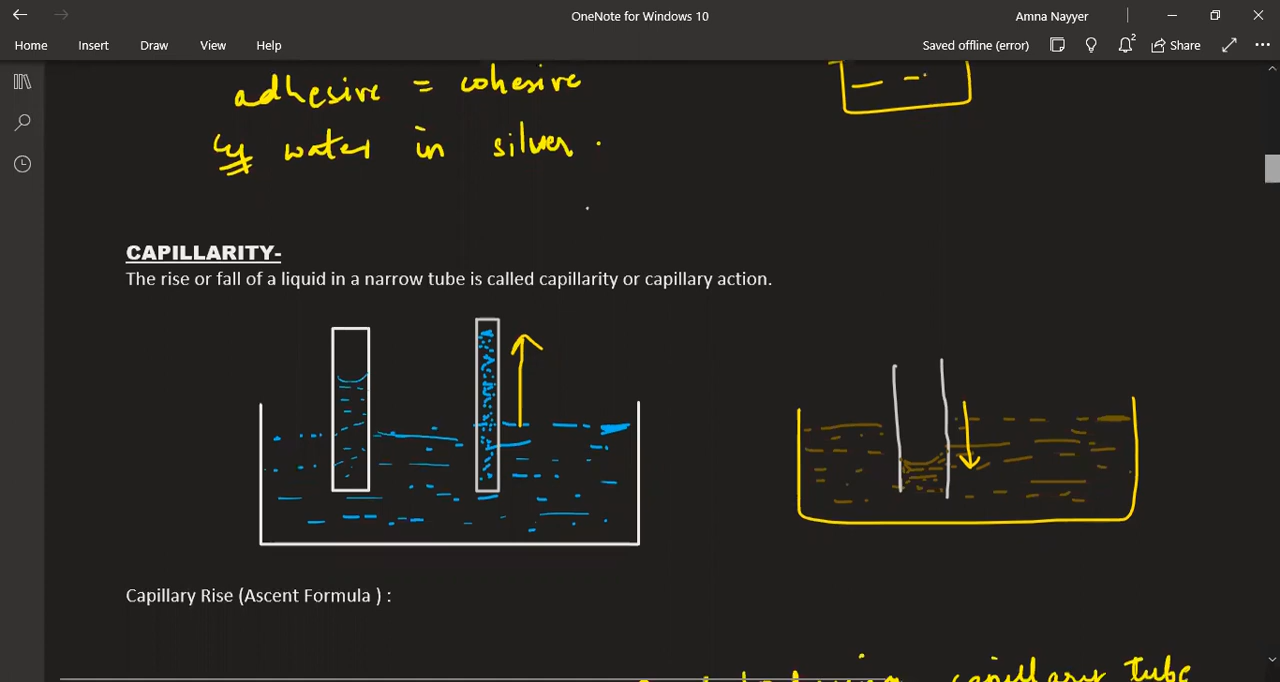 OneNote for Windows 10
Amna Nayyer
Home Insert Draw View Help
Saved offline (error)
2
Share
adhesive = cohesive
eg water in silver.
CAPILLARITY-
The rise or fall of a liquid in a narrow tube is called capillarity or capillary action.
Capillary Rise (Ascent Formula ) :
capillary tube